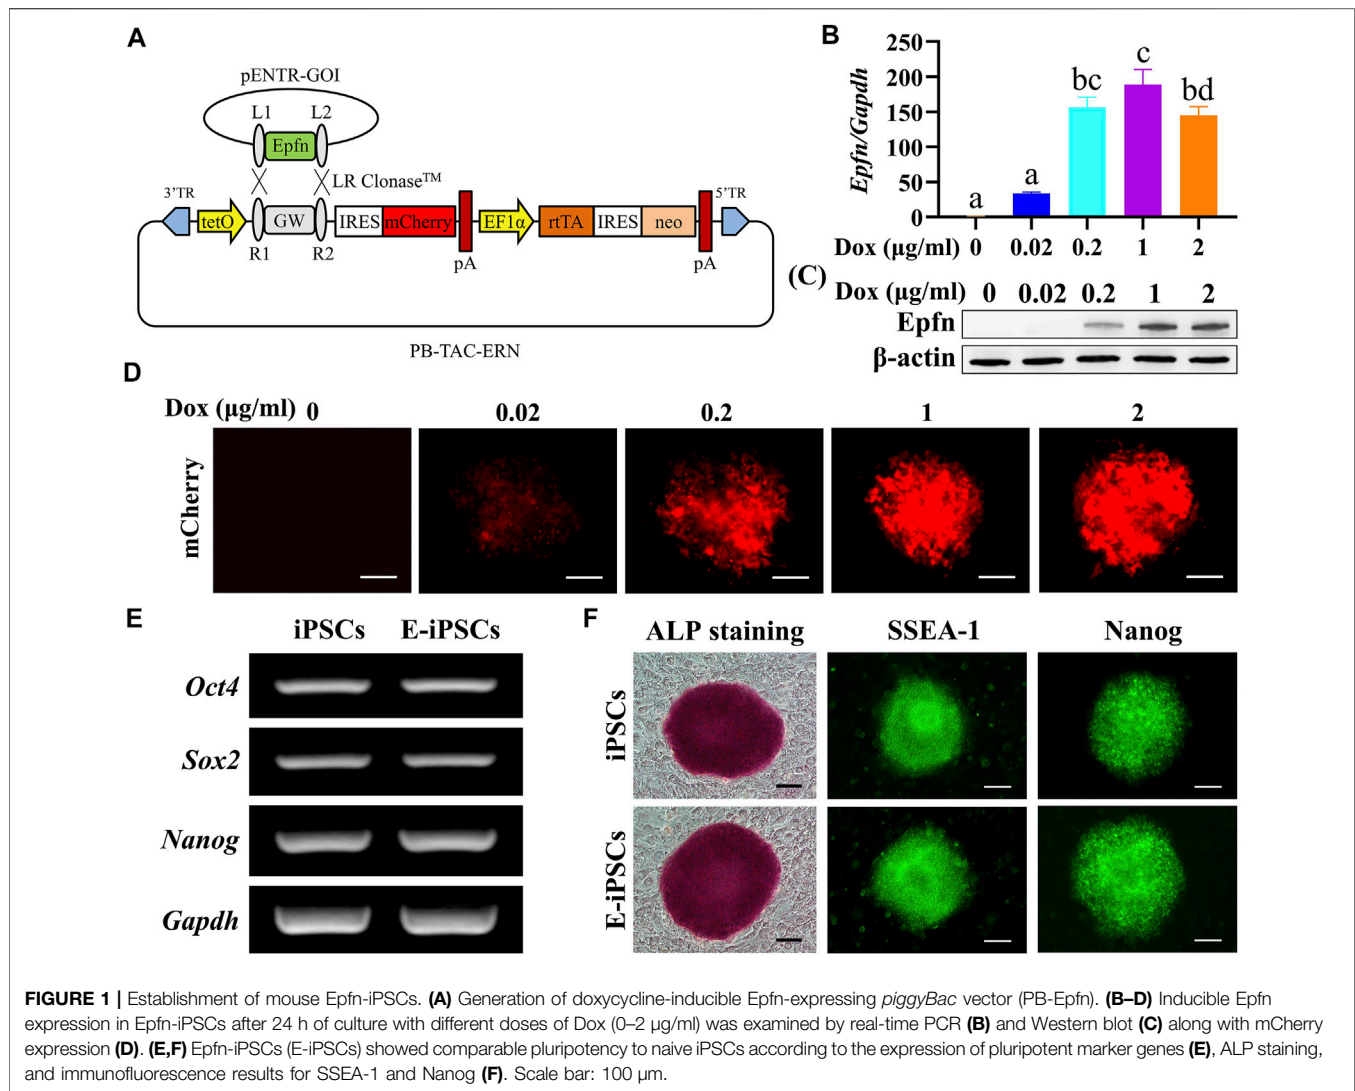 A
pENTR-GOI
L1 L2
Epfn
LR Clonase™
3'TR 5'TR
tetO GW IRES mCherry EF1α rtTA IRES neo
R1 R2 pA pA
PB-TAC-ERN
B
Epfn/Gapdh
250
200
150
100
50
0
a a bc c bd
Dox (µg/ml) 0 0.02 0.2 1 2
(C)
Dox (µg/ml) 0 0.02 0.2 1 2
Epfn
β-actin
D
Dox (µg/ml) 0 0.02 0.2 1 2
mCherry
E
iPSCs E-iPSCs
Oct4
Sox2
Nanog
Gapdh
F
ALP staining SSEA-1 Nanog
iPSCs
E-iPSCs
FIGURE 1 | Establishment of mouse Epfn-iPSCs. (A) Generation of doxycycline-inducible Epfn-expressing piggyBac vector (PB-Epfn). (B–D) Inducible Epfn
expression in Epfn-iPSCs after 24 h of culture with different doses of Dox (0–2 µg/ml) was examined by real-time PCR (B) and Western blot (C) along with mCherry
expression (D). (E,F) Epfn-iPSCs (E-iPSCs) showed comparable pluripotency to naive iPSCs according to the expression of pluripotent marker genes (E), ALP staining,
and immunofluorescence results for SSEA-1 and Nanog (F). Scale bar: 100 µm.